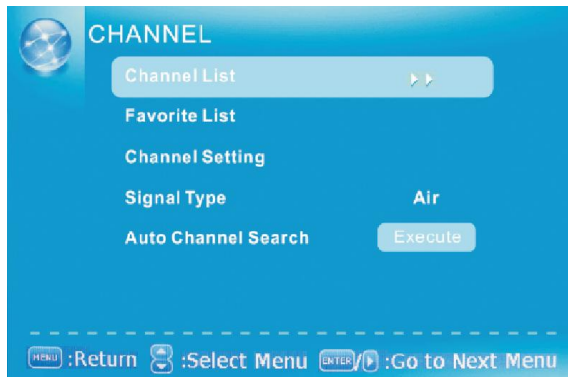 CHANNEL
Channel List
Favorite List
Channel Setting
Signal Type Air
Auto Channel Search Execute
MENU :Return :Select Menu ENTER/ :Go to Next Menu